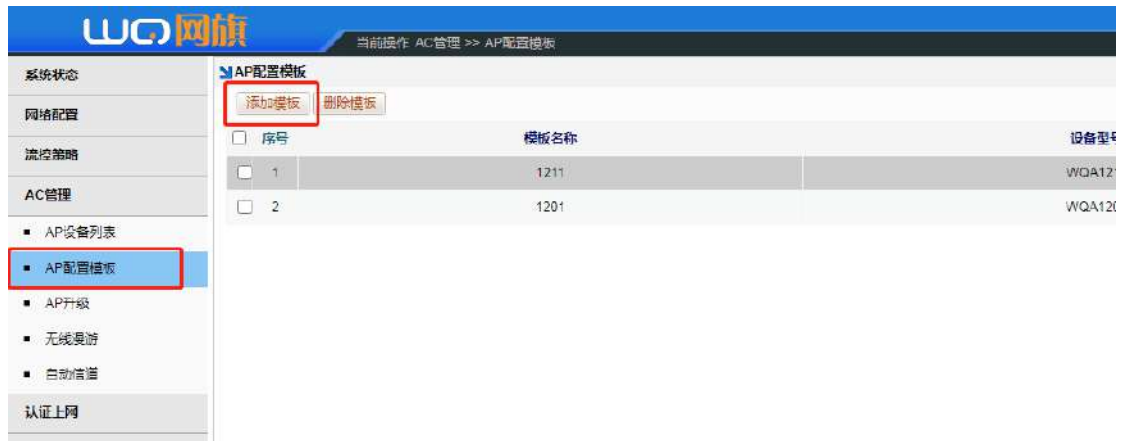 WQ网旗
当前操作 AC管理 >> AP配置模板
系统状态
网络配置
流控策略
AC管理
AP设备列表
AP配置模板
AP升级
无线漫游
自动信道
认证上网
AP配置模板
添加模板 删除模板
序号 模板名称 设备型号
1 1211 WQA121
2 1201 WQA120